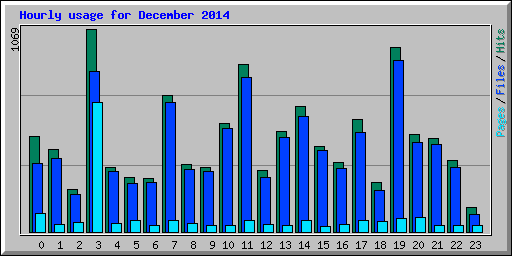 Hourly usage for December 2014
1069
Pages / Files / Hits
0 1 2 3 4 5 6 7 8 9 10 11 12 13 14 15 16 17 18 19 20 21 22 23